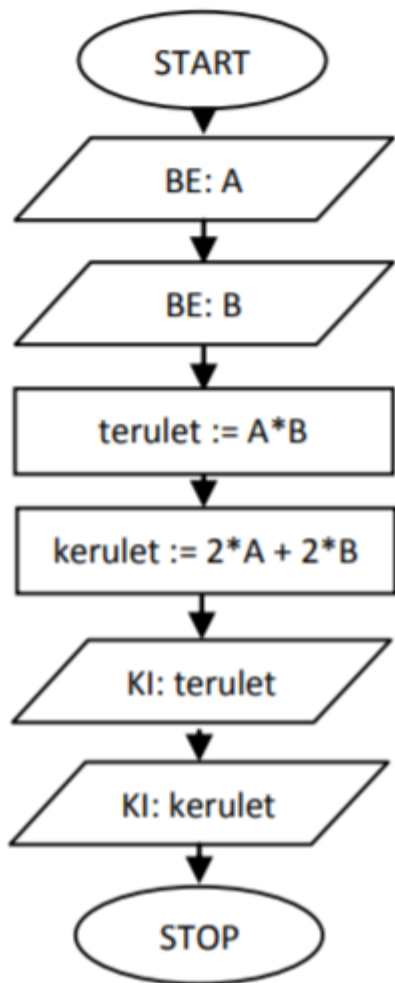 START
BE: A
BE: B
terulet := A*B
kerulet := 2*A + 2*B
KI: terulet
KI: kerulet
STOP